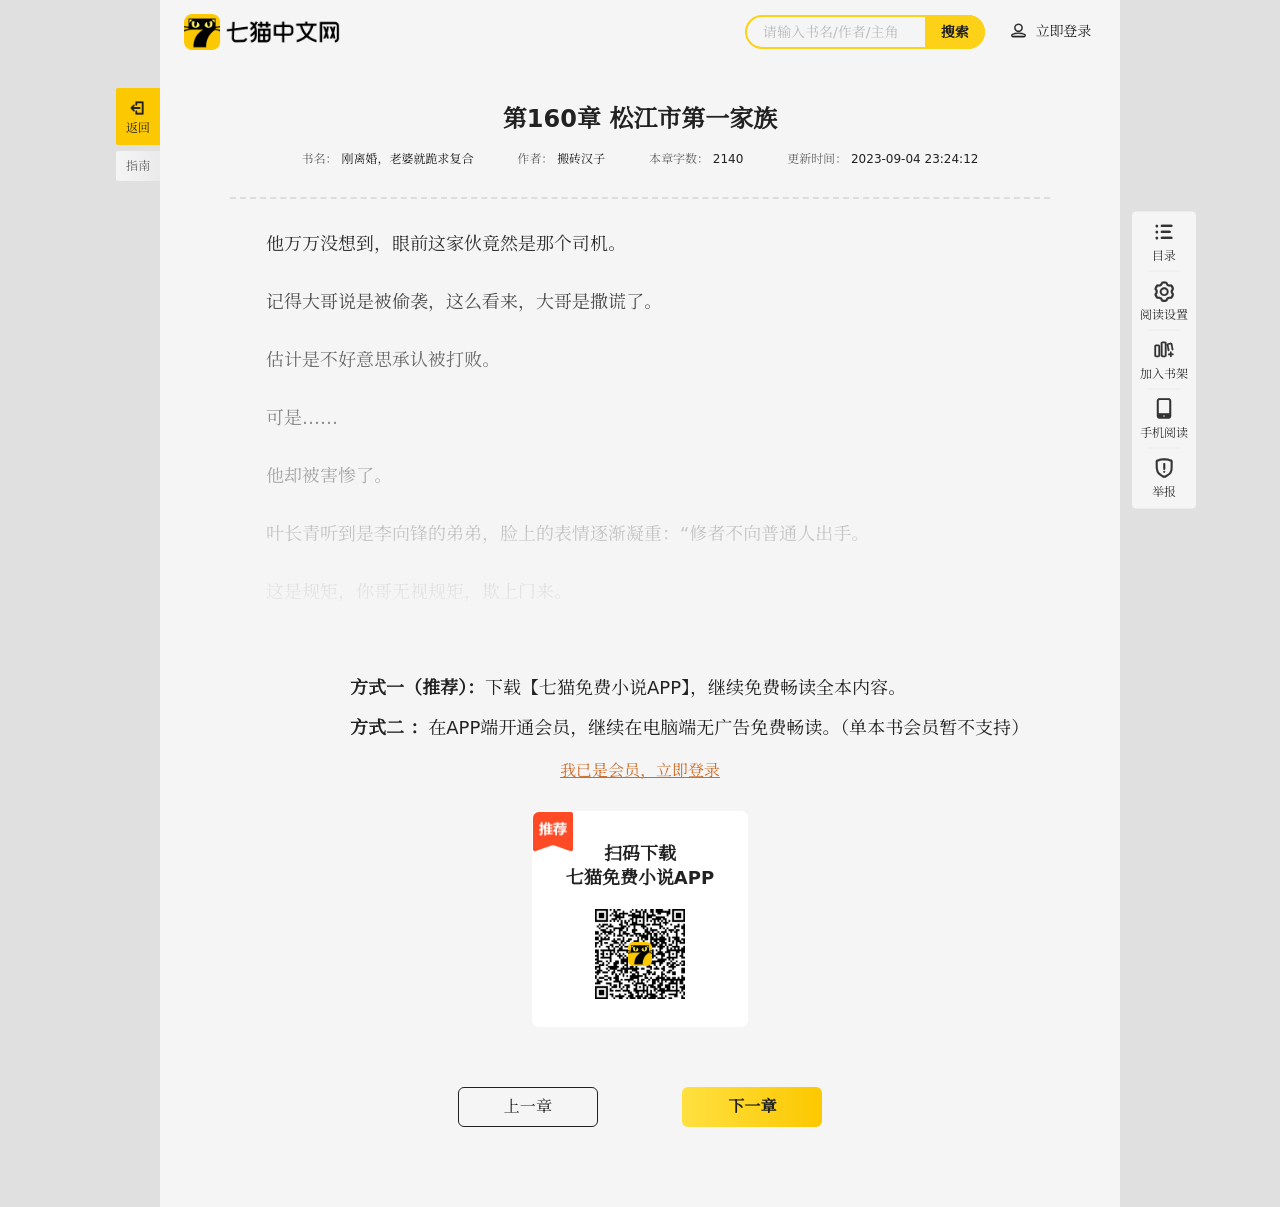 七猫中文网
请输入书名/作者/主角
搜索
立即登录
返回
指南
第160章 松江市第一家族
书名： 刚离婚，老婆就跪求复合 作者： 搬砖汉子 本章字数： 2140 更新时间： 2023-09-04 23:24:12
他万万没想到，眼前这家伙竟然是那个司机。
记得大哥说是被偷袭，这么看来，大哥是撒谎了。
估计是不好意思承认被打败。
可是……
他却被害惨了。
叶长青听到是李向锋的弟弟，脸上的表情逐渐凝重：“修者不向普通人出手。
这是规矩，你哥无视规矩，欺上门来。
目录
阅读设置
加入书架
手机阅读
举报
方式一（推荐）： 下载【七猫免费小说APP】，继续免费畅读全本内容。
方式二 ： 在APP端开通会员，继续在电脑端无广告免费畅读。（单本书会员暂不支持）
我已是会员，立即登录
推荐
扫码下载
七猫免费小说APP
上一章
下一章